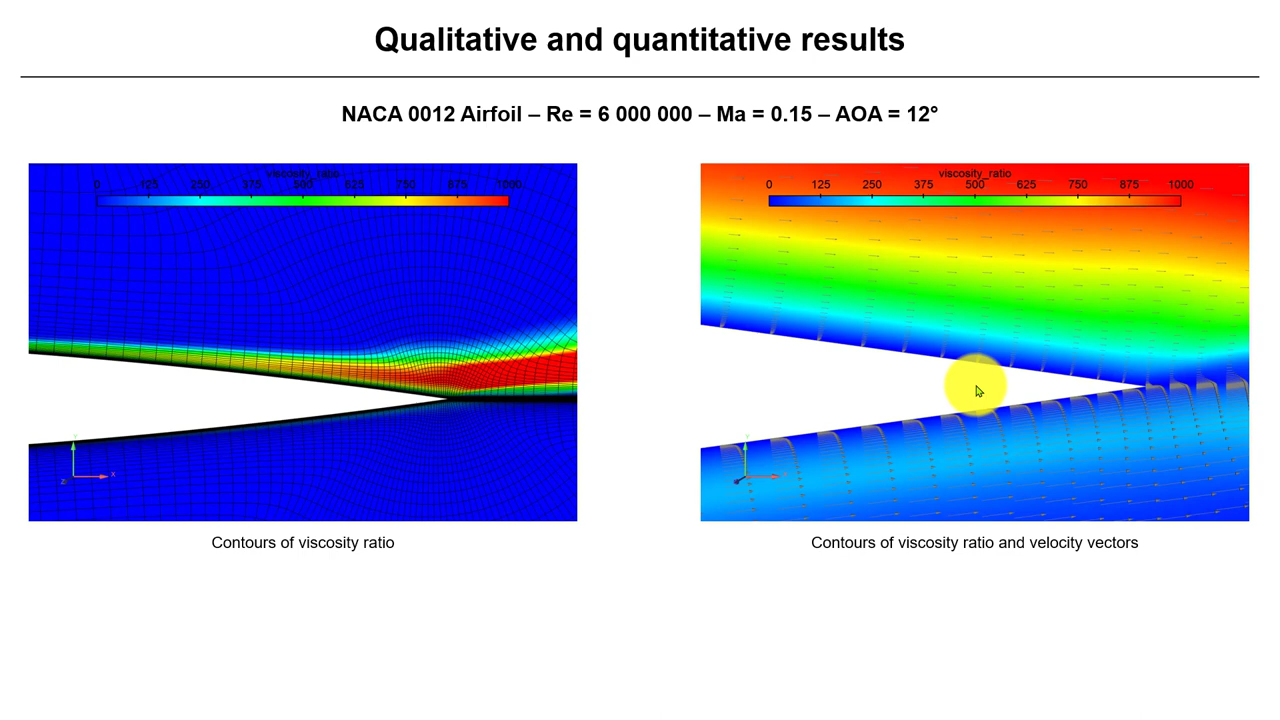 Qualitative and quantitative results
NACA 0012 Airfoil – Re = 6 000 000 – Ma = 0.15 – AOA = 12°
viscosity_ratio
0 125 250 375 500 625 750 875 1000
Y
X
Z
Contours of viscosity ratio
viscosity_ratio
0 125 250 375 500 625 750 875 1000
Y
Contours of viscosity ratio and velocity vectors